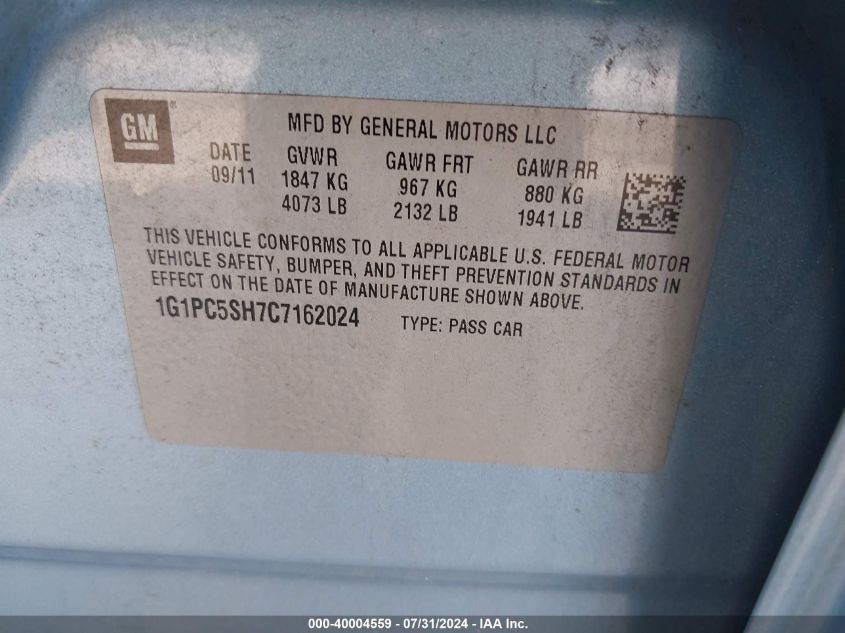 GM®
MFD BY GENERAL MOTORS LLC
DATE GVWR GAWR FRT GAWR RR
09/11 1847 KG 967 KG 880 KG
4073 LB 2132 LB 1941 LB
THIS VEHICLE CONFORMS TO ALL APPLICABLE U.S. FEDERAL MOTOR
VEHICLE SAFETY, BUMPER, AND THEFT PREVENTION STANDARDS IN
EFFECT ON THE DATE OF MANUFACTURE SHOWN ABOVE.
1G1PC5SH7C7162024 TYPE: PASS CAR
000-40004559 - 07/31/2024 - IAA Inc.